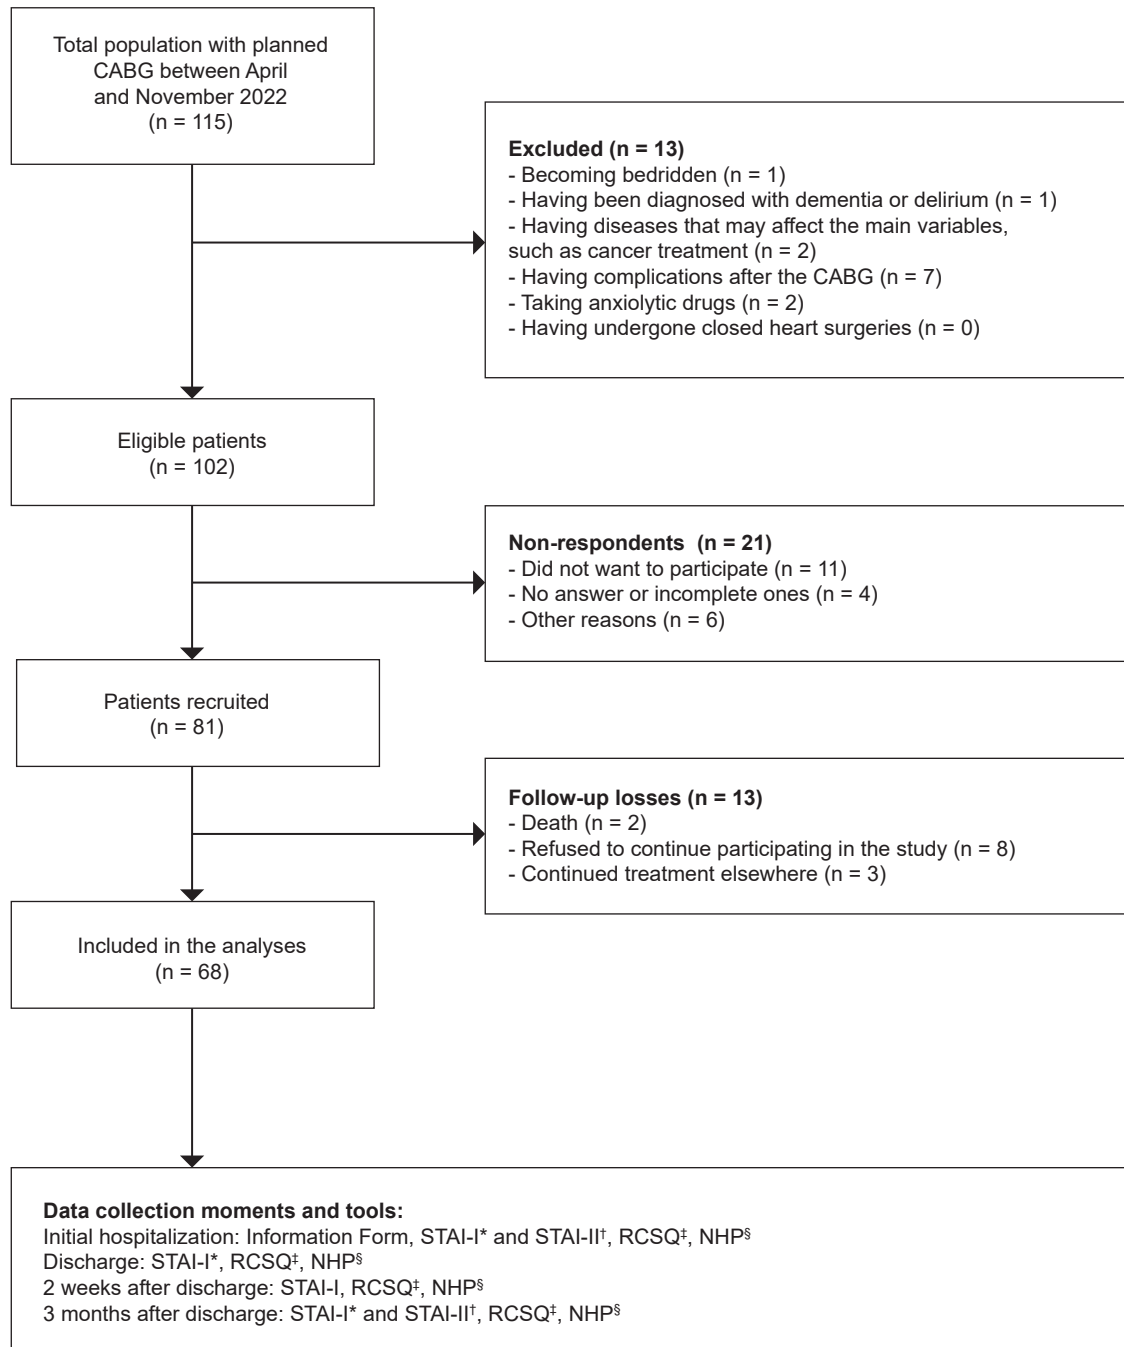 Total population with planned
CABG between April
and November 2022
(n = 115)
Excluded (n = 13)
- Becoming bedridden (n = 1)
- Having been diagnosed with dementia or delirium (n = 1)
- Having diseases that may affect the main variables,
such as cancer treatment (n = 2)
- Having complications after the CABG (n = 7)
- Taking anxiolytic drugs (n = 2)
- Having undergone closed heart surgeries (n = 0)
Eligible patients
(n = 102)
Non-respondents (n = 21)
- Did not want to participate (n = 11)
- No answer or incomplete ones (n = 4)
- Other reasons (n = 6)
Patients recruited
(n = 81)
Follow-up losses (n = 13)
- Death (n = 2)
- Refused to continue participating in the study (n = 8)
- Continued treatment elsewhere (n = 3)
Included in the analyses
(n = 68)
Data collection moments and tools:
Initial hospitalization: Information Form, STAI-I* and STAI-II†, RCSQ‡, NHP§
Discharge: STAI-I*, RCSQ‡, NHP§
2 weeks after discharge: STAI-I, RCSQ‡, NHP§
3 months after discharge: STAI-I* and STAI-II†, RCSQ‡, NHP§